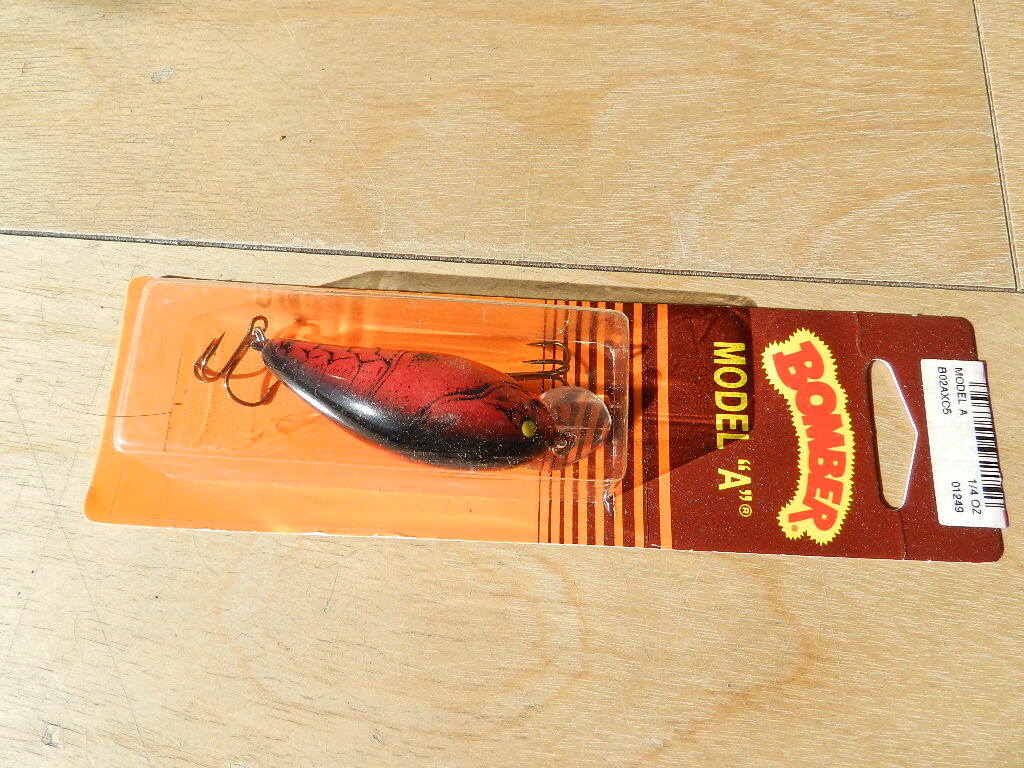 MODEL A
B02AXC5
1/4 OZ
01249
BOMBER®
MODEL "A"®